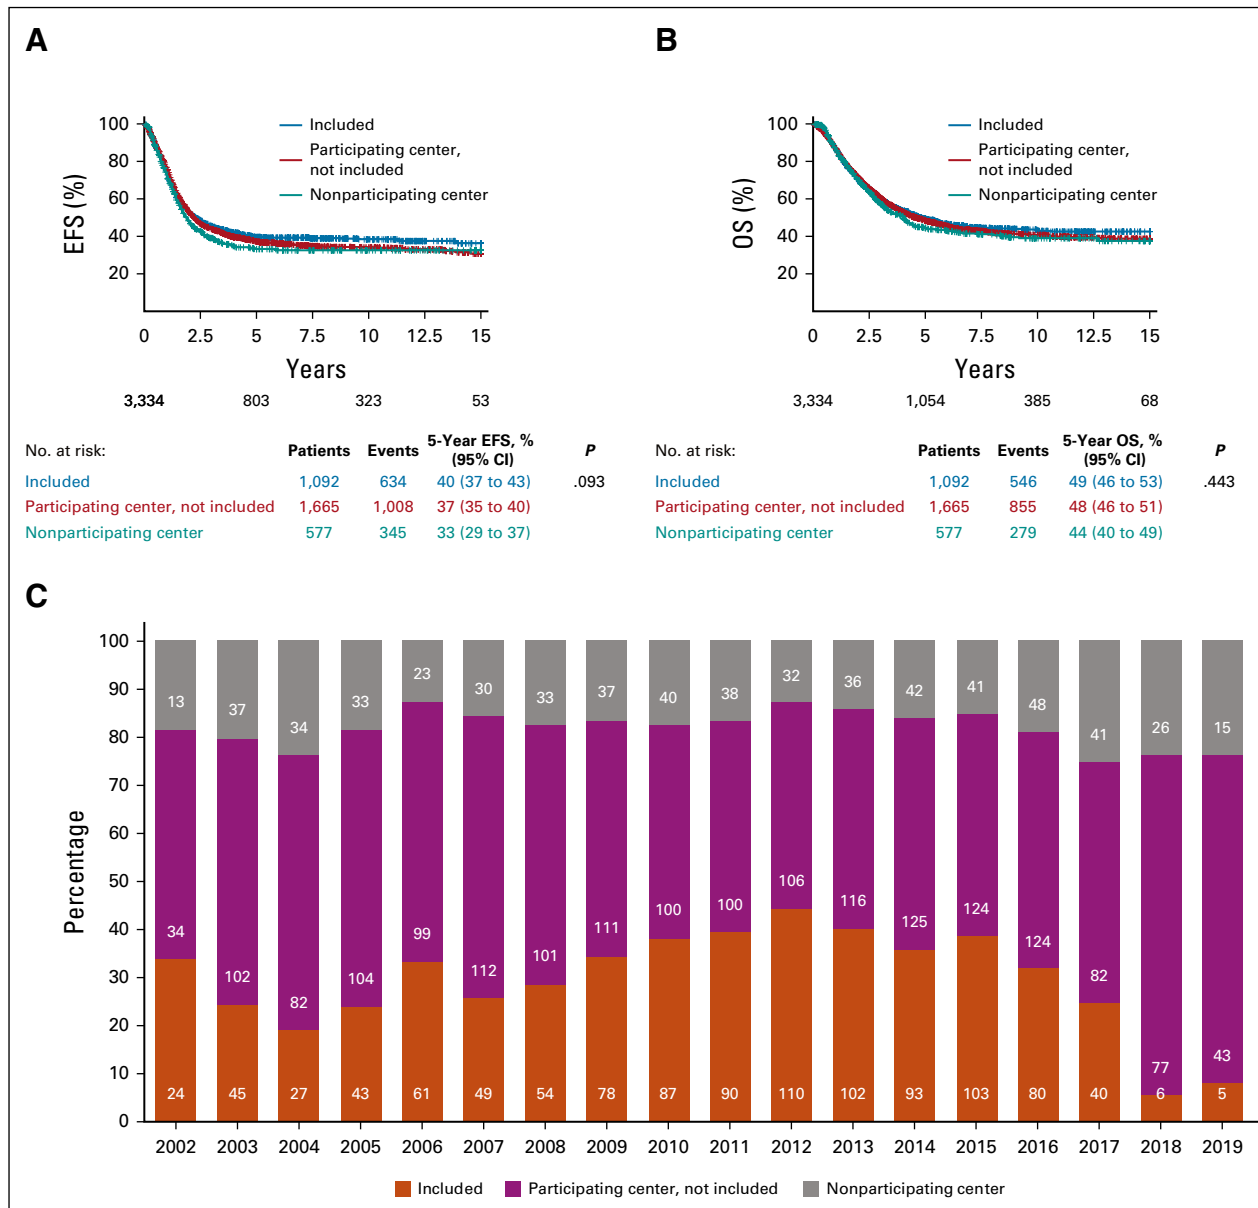 A
100
80
60
40
20
EFS (%)
Included
Participating center,
not included
Nonparticipating center
0 2.5 5 7.5 10 12.5 15
Years
3,334 803 323 53
No. at risk: Patients Events 5-Year EFS, % (95% CI) P
Included 1,092 634 40 (37 to 43) .093
Participating center, not included 1,665 1,008 37 (35 to 40)
Nonparticipating center 577 345 33 (29 to 37)
B
100
80
60
40
20
OS (%)
Included
Participating center,
not included
Nonparticipating center
0 2.5 5 7.5 10 12.5 15
Years
3,334 1,054 385 68
No. at risk: Patients Events 5-Year OS, % (95% CI) P
Included 1,092 546 49 (46 to 53) .443
Participating center, not included 1,665 855 48 (46 to 51)
Nonparticipating center 577 279 44 (40 to 49)
C
Percentage
100
90
80
70
60
50
40
30
20
10
0
13 37 34 33 23 30 33 37 40 38 32 36 42 41 48 41 26 15
34 102 82 104 99 112 101 111 100 100 106 116 125 124 124 82 77 43
24 45 27 43 61 49 54 78 87 90 110 102 93 103 80 40 6 5
2002 2003 2004 2005 2006 2007 2008 2009 2010 2011 2012 2013 2014 2015 2016 2017 2018 2019
Included Participating center, not included Nonparticipating center